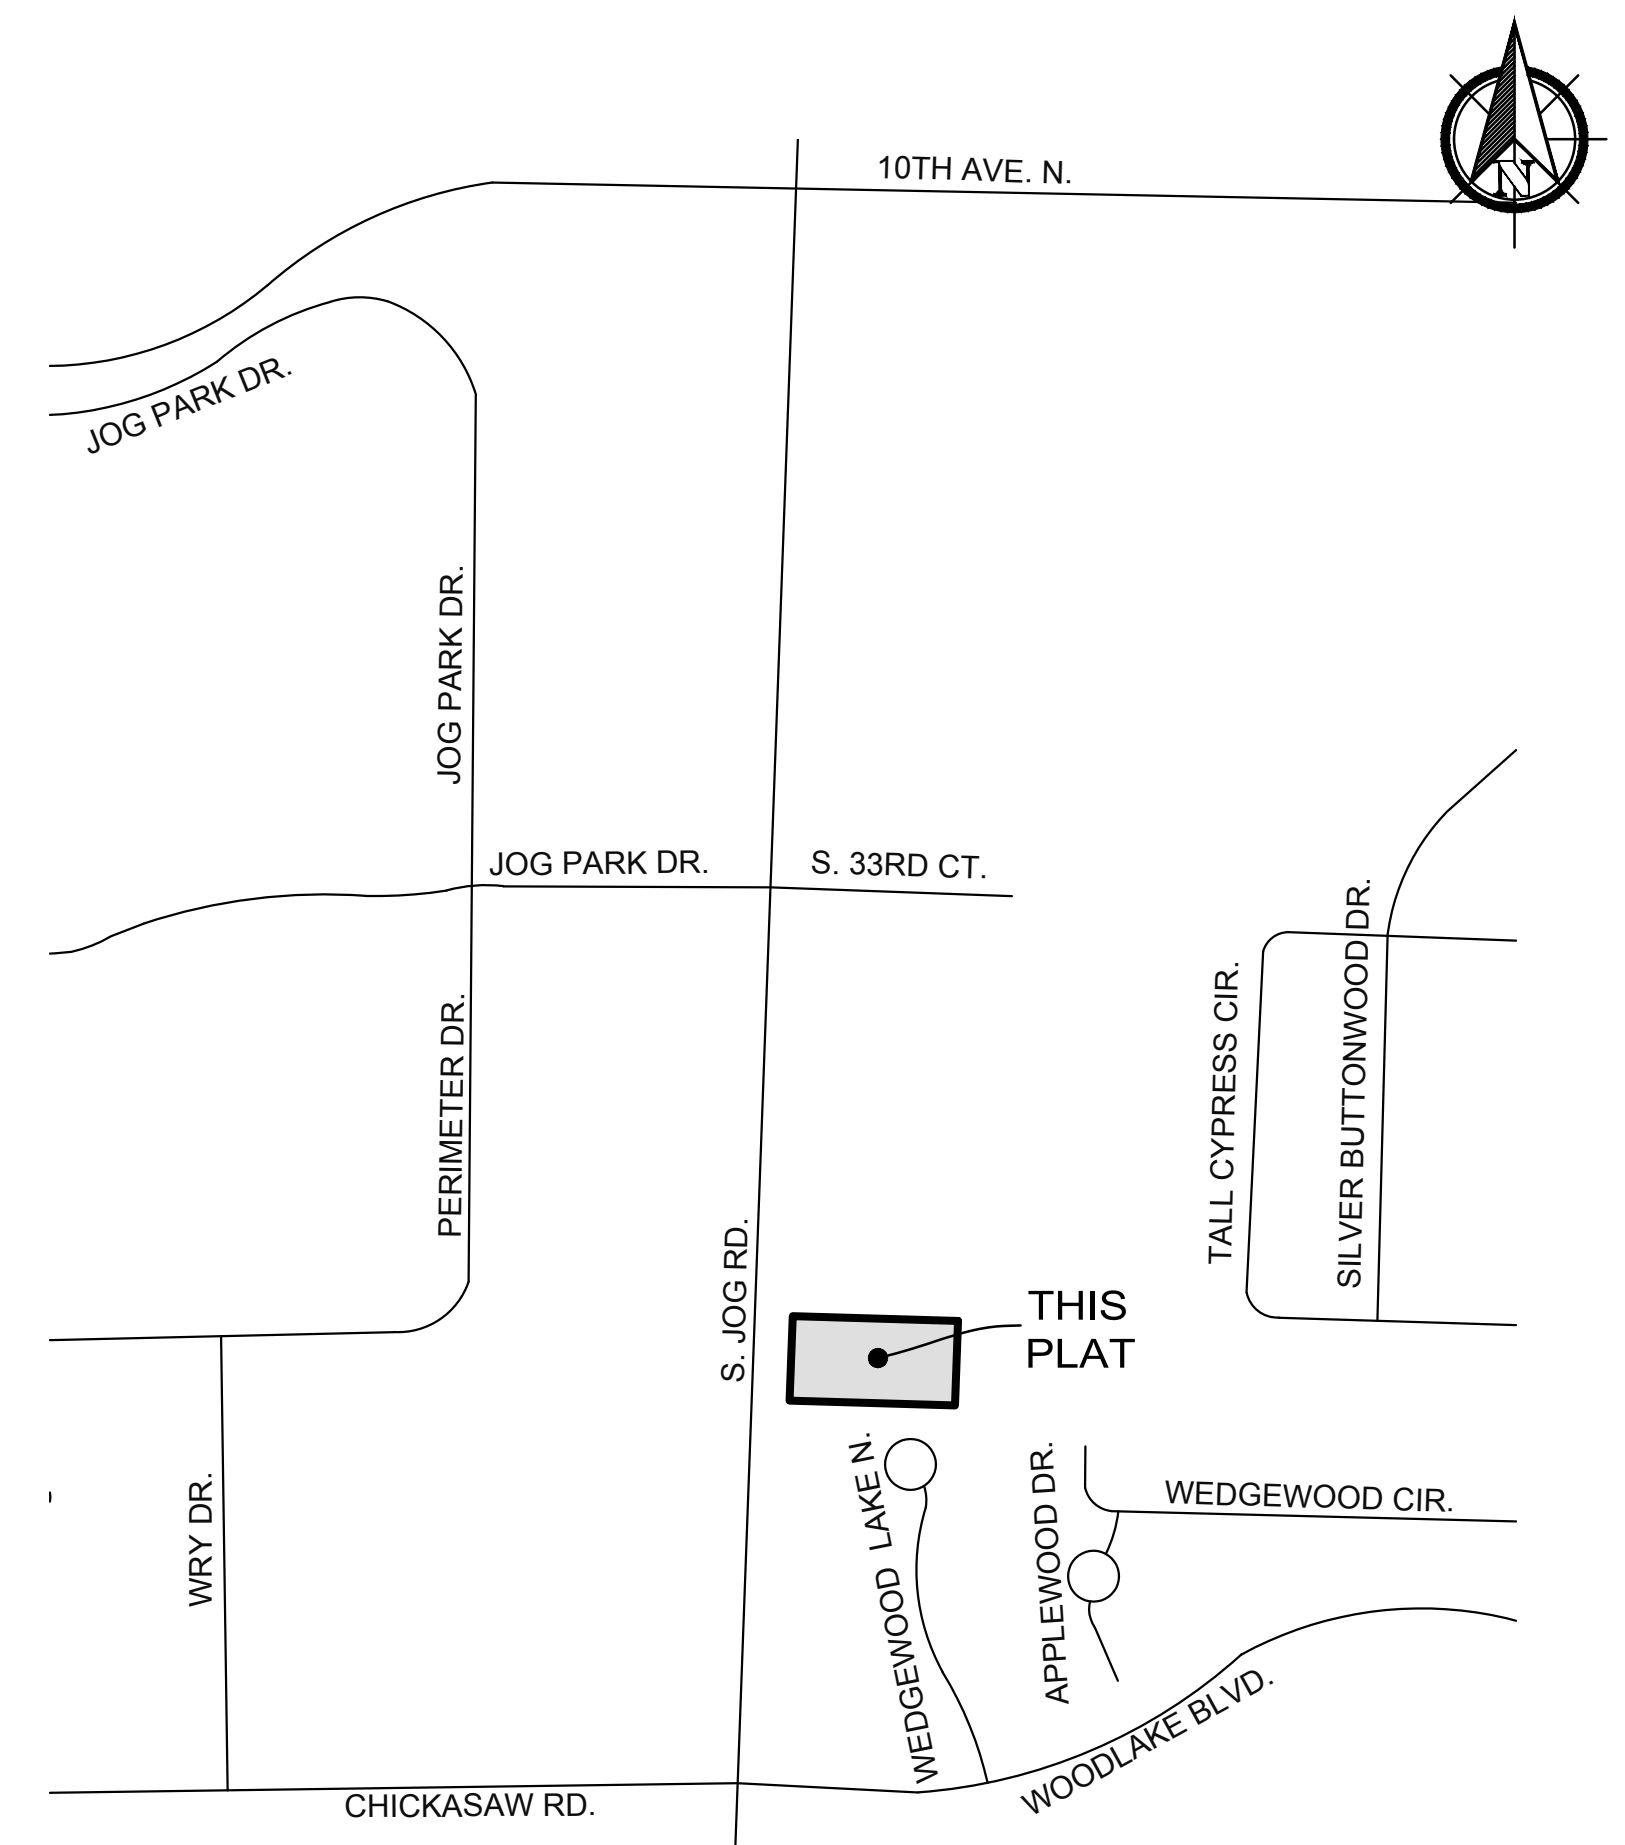 10TH AVE. N.
N
JOG PARK DR.
JOG PARK DR.
JOG PARK DR.
S. 33RD CT.
SILVER BUTTONWOOD DR.
TALL CYPRESS CIR.
PERIMETER DR.
S. JOG RD.
THIS
PLAT
WEDGEWOOD LAKE N.
APPLEWOOD DR.
WEDGEWOOD CIR.
WRY DR.
WOODLAKE BLVD.
CHICKASAW RD.